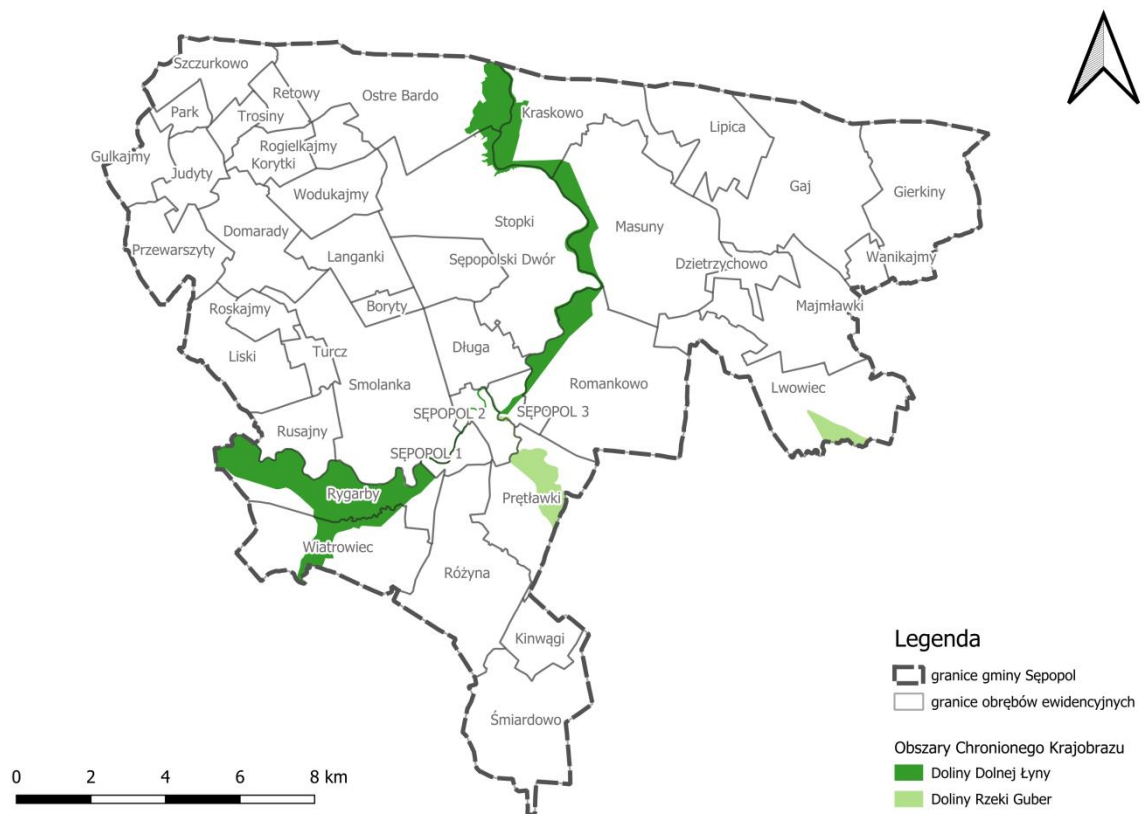 Szczurkowo
Retowy
Ostre Bardo
Park
Trosiny
Kraskowo
Lipica
Gulkajmy
Judyty
Rogielkajmy
Korytki
Wodukajmy
Gaj
Gierkiny
Przewarszyty
Domarady
Stopki
Masuny
Langanki
Sępopolski Dwór
Dzietrzychowo
Wanikajmy
Roskajmy
Boryty
Majmławki
Liski
Turcz
Długa
Smolanka
Romankowo
Lwowiec
SĘPOPOL 2
SĘPOPOL 3
Rusajny
SĘPOPOL 1
Rygarby
Prętławki
Wiatrowiec
Różyna
Kinwągi
Śmiardowo
Legenda
granice gminy Sępopol
granice obrębów ewidencyjnych
Obszary Chronionego Krajobrazu
Doliny Dolnej Łyny
Doliny Rzeki Guber
0 2 4 6 8 km